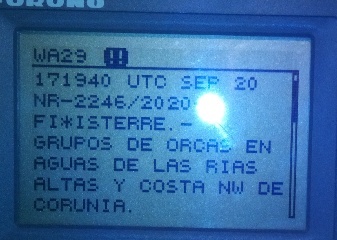 FURUNO
WA29 !!
171940 UTC SEP 20
NR-2246/2020
FI*ISTERRE.-
GRUPOS DE ORCAS EN
AGUAS DE LAS RIAS
ALTAS Y COSTA NW DE
CORUNIA.